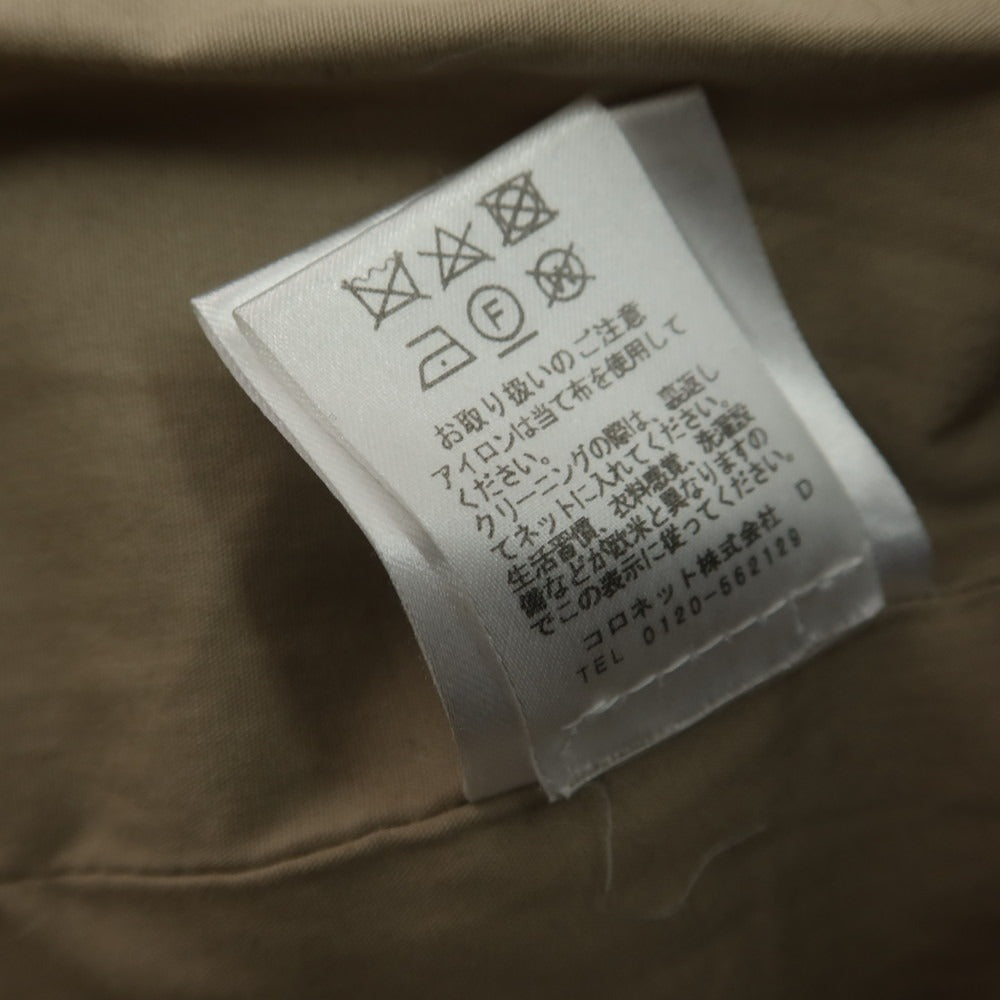 F
W
お取り扱いのご注意
アイロンは当て布を使用して
ください。
クリーニングの際は、裏返し
てネットに入れてください。
生活習慣、衣料感覚、洗濯設
備などが欧米と異なりますの
でこの表示に従ってください。
コロネット株式会社 D
TEL 0120-562129